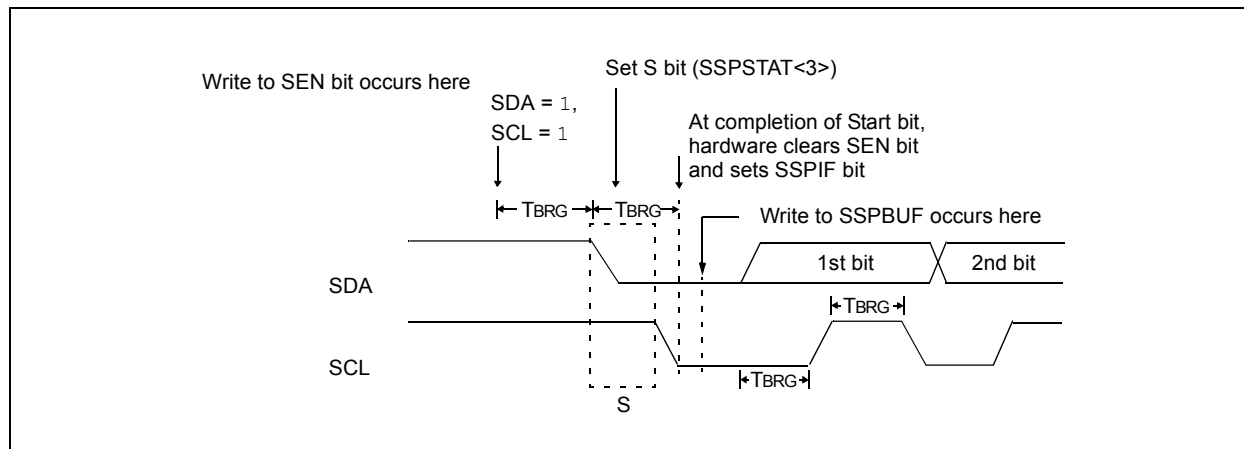 Write to SEN bit occurs here
Set S bit (SSPSTAT<3>)
SDA = 1,
SCL = 1
At completion of Start bit,
hardware clears SEN bit
and sets SSPIF bit
TBRG
TBRG
Write to SSPBUF occurs here
SDA
1st bit
2nd bit
TBRG
SCL
TBRG
S